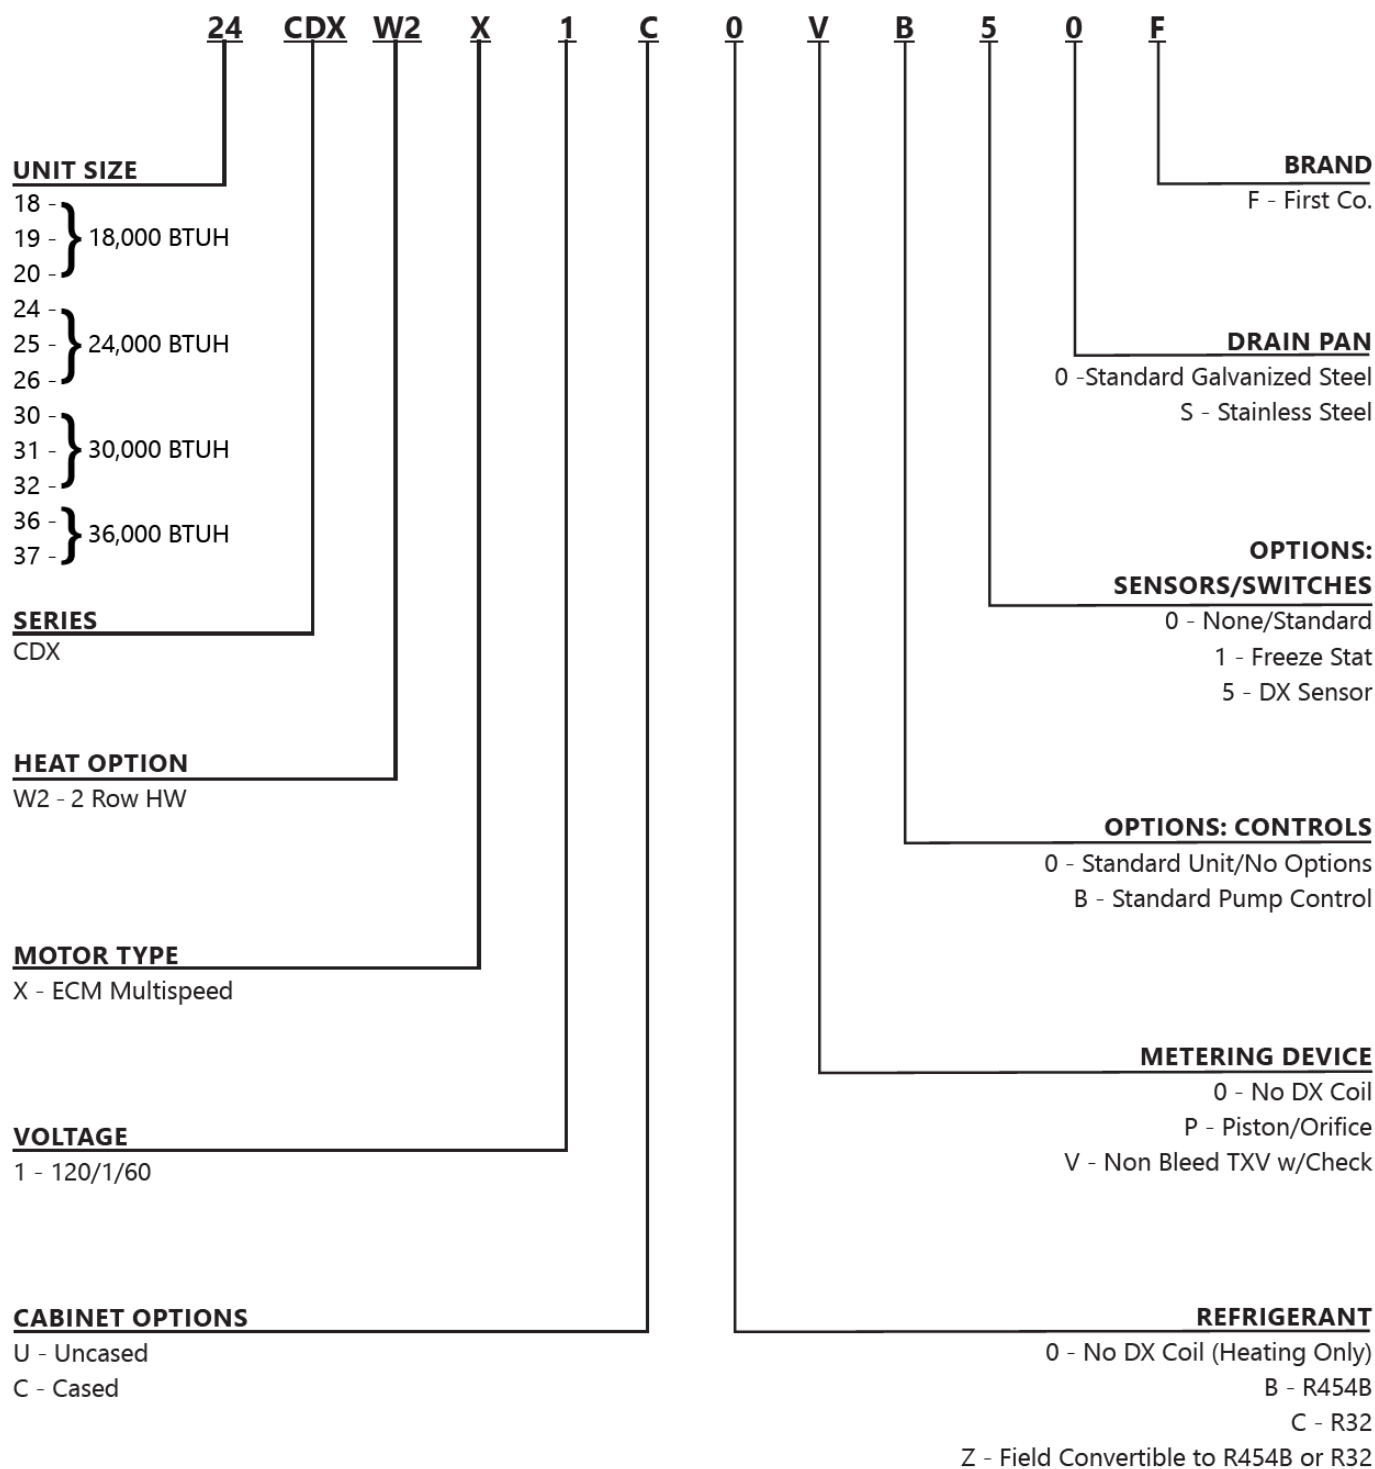 24 CDX W2 X 1 C 0 V B 5 0 F
UNIT SIZE
18 -
19 - 18,000 BTUH
20 -
24 -
25 - 24,000 BTUH
26 -
30 -
31 - 30,000 BTUH
32 -
36 -
36,000 BTUH
37 -
SERIES
CDX
HEAT OPTION
W2 - 2 Row HW
MOTOR TYPE
X - ECM Multispeed
VOLTAGE
1 - 120/1/60
CABINET OPTIONS
U - Uncased
C - Cased
BRAND
F - First Co.
DRAIN PAN
0 -Standard Galvanized Steel
S - Stainless Steel
OPTIONS:
SENSORS/SWITCHES
0 - None/Standard
1 - Freeze Stat
5 - DX Sensor
OPTIONS: CONTROLS
0 - Standard Unit/No Options
B - Standard Pump Control
METERING DEVICE
0 - No DX Coil
P - Piston/Orifice
V - Non Bleed TXV w/Check
REFRIGERANT
0 - No DX Coil (Heating Only)
B - R454B
C - R32
Z - Field Convertible to R454B or R32